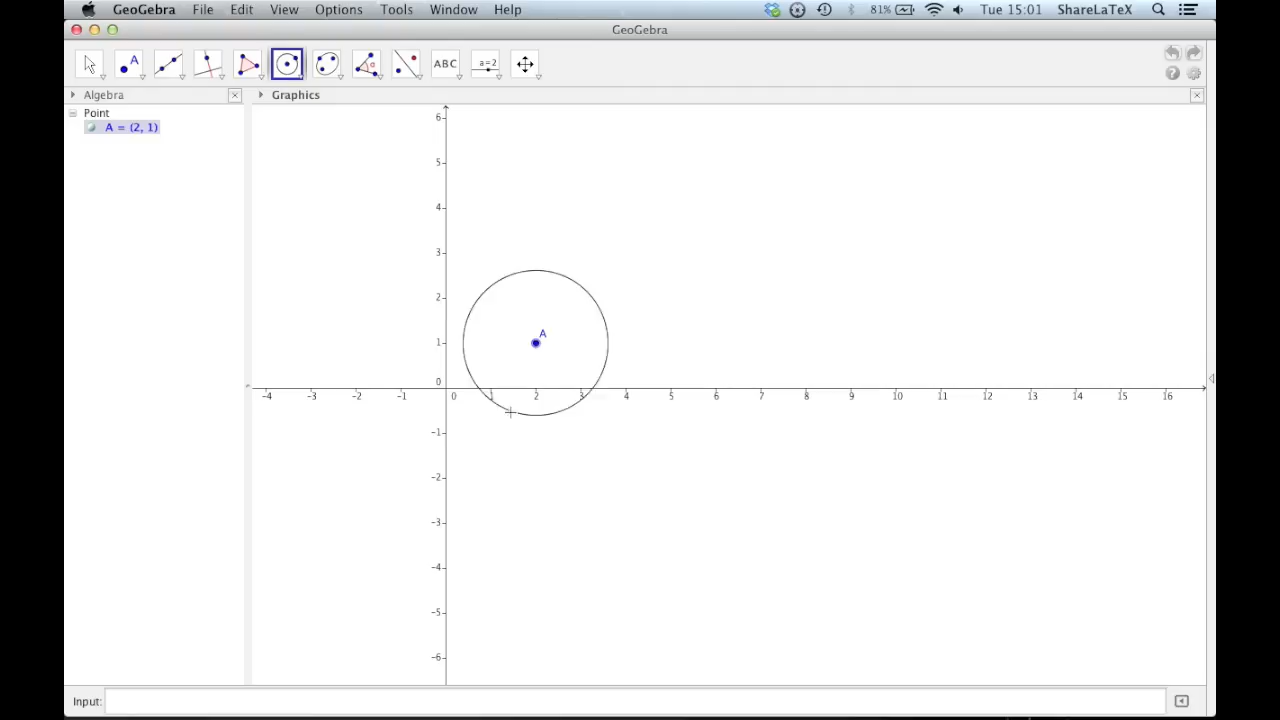 GeoGebra File Edit View Options Tools Window Help 81% Tue 15:01 ShareLaTeX
GeoGebra
A ABC a=2
Algebra Graphics
Point
A = (2, 1)
6
5
4
3
2
A
1
0
-4 -3 -2 -1 0 1 2 3 4 5 6 7 8 9 10 11 12 13 14 15 16
-1
-2
-3
-4
-5
-6
Input: